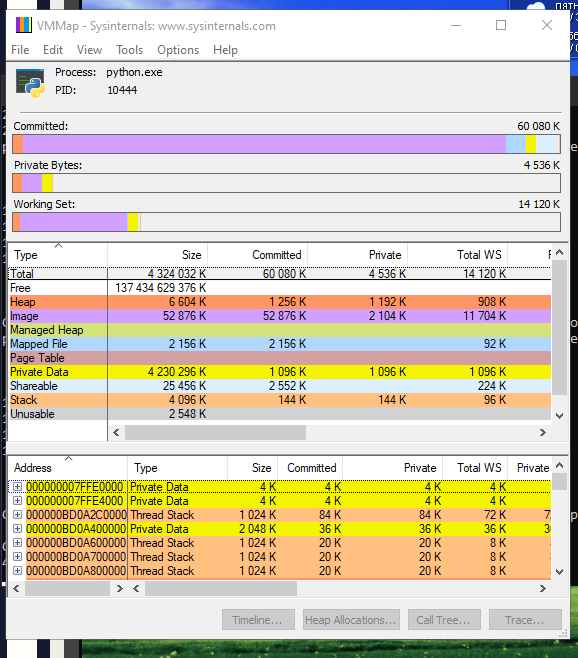 VMMap - Sysinternals: www.sysinternals.com
File Edit View Tools Options Help
Process: python.exe
PID: 10444
Committed: 60 080 K
Private Bytes: 4 536 K
Working Set: 14 120 K
Type Size Committed Private Total WS
Total 4 324 032 K 60 080 K 4 536 K 14 120 K
Free 137 434 629 376 K
Heap 6 604 K 1 256 K 1 192 K 908 K
Image 52 876 K 52 876 K 2 104 K 11 704 K
Managed Heap
Mapped File 2 156 K 2 156 K 92 K
Page Table
Private Data 4 230 296 K 1 096 K 1 096 K 1 096 K
Shareable 25 456 K 2 552 K 224 K
Stack 4 096 K 144 K 144 K 96 K
Unusable 2 548 K
Address Type Size Committed Private Total WS Private
000000007FFE0000 Private Data 4 K 4 K 4 K 4 K
000000007FFE4000 Private Data 4 K 4 K 4 K 4 K
000000BD0A2C0000 Thread Stack 1 024 K 84 K 84 K 72 K
000000BD0A400000 Private Data 2 048 K 36 K 36 K 36 K
000000BD0A600000 Thread Stack 1 024 K 20 K 20 K 8 K
000000BD0A700000 Thread Stack 1 024 K 20 K 20 K 8 K
000000BD0A800000 Thread Stack 1 024 K 20 K 20 K 8 K
Timeline... Heap Allocations... Call Tree... Trace...